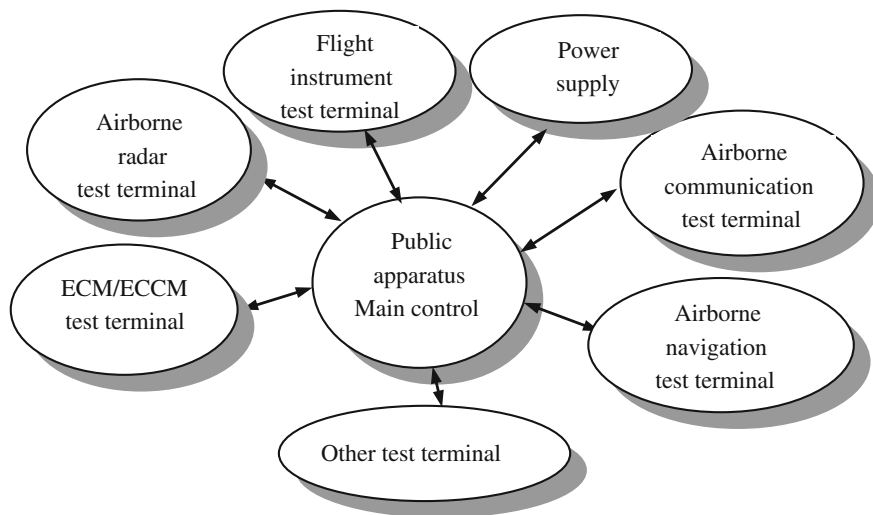 Flight
instrument
test terminal
Power
supply
Airborne
radar
test terminal
Airborne
communication
test terminal
Public
apparatus
Main control
ECM/ECCM
test terminal
Airborne
navigation
test terminal
Other test terminal